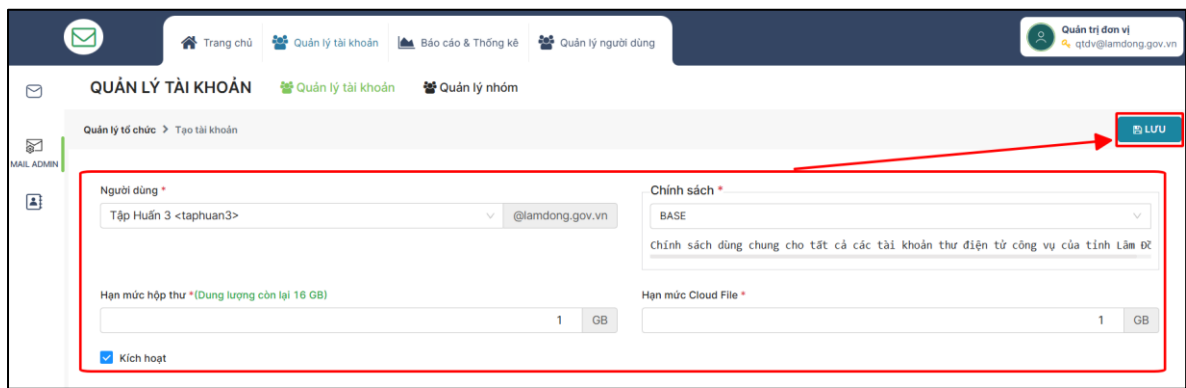 Trang chủ Quản lý tài khoản Báo cáo & Thống kê Quản lý người dùng
Quản trị đơn vị
qtdv@lamdong.gov.vn
QUẢN LÝ TÀI KHOẢN Quản lý tài khoản Quản lý nhóm
Quản lý tổ chức > Tạo tài khoản
LƯU
MAIL ADMIN
Người dùng *
Tập Huấn 3 <taphuan3> @lamdong.gov.vn
Chính sách *
BASE
Chính sách dùng chung cho tất cả các tài khoản thư điện tử công vụ của tỉnh Lâm Đồ
Hạn mức hộp thư *(Dung lượng còn lại 16 GB)
1 GB
Hạn mức Cloud File *
1 GB
Kích hoạt